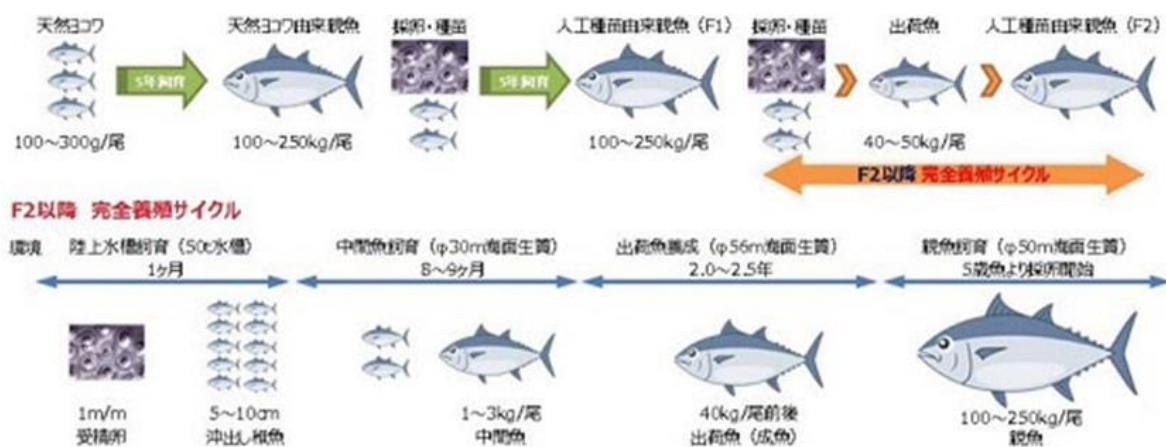 天然ヨコワ
天然ヨコワ由来親魚
採卵・種苗
人工種苗由来親魚（F1）
採卵・種苗
出荷魚
人工種苗由来親魚（F2）
5年飼育
5年飼育
100～300g/尾
100～250kg/尾
100～250kg/尾
40～50kg/尾
F2以降 完全養殖サイクル
F2以降 完全養殖サイクル
環境
陸上水槽飼育（50t水槽）
1ヶ月
中間魚飼育（φ30m海面生簀）
8～9ヶ月
出荷魚養成（φ56m海面生簀）
2.0～2.5年
親魚飼育（φ50m海面生簀）
5歳魚より採卵開始
1m/m
受精卵
5～10cm
沖出し稚魚
1～3kg/尾
中間魚
40kg/尾前後
出荷魚（成魚）
100～250kg/尾
親魚